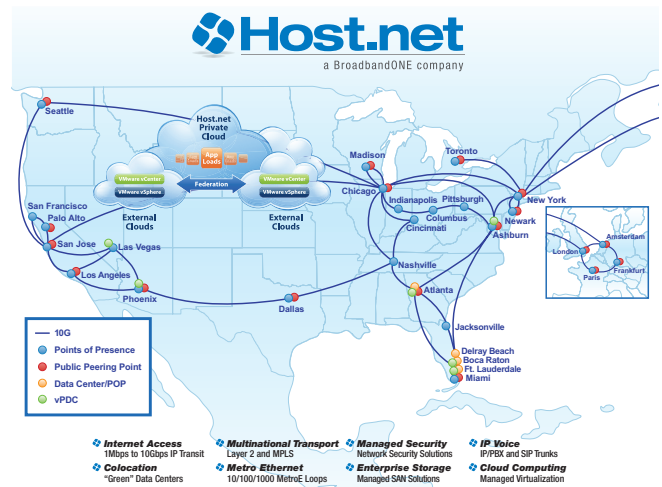 Host.net
a BroadbandONE company
Seattle
Host.net
Private
Cloud
App
Loads
VMware vCenter
VMware vSphere
Federation
VMware vCenter
VMware vSphere
External
Clouds
External
Clouds
Madison
Toronto
Chicago
Indianapolis
Pittsburgh
New York
San Francisco
Palo Alto
Columbus
Newark
Cincinnati
Ashburn
San Jose
Las Vegas
Amsterdam
London
Nashville
Frankfurt
Paris
Los Angeles
Phoenix
Atlanta
Dallas
Jacksonville
10G
Points of Presence
Public Peering Point
Data Center/POP
vPDC
Delray Beach
Boca Raton
Ft. Lauderdale
Miami
Internet Access
1Mbps to 10Gbps IP Transit
Multinational Transport
Layer 2 and MPLS
Managed Security
Network Security Solutions
IP Voice
IP/PBX and SIP Trunks
Colocation
"Green" Data Centers
Metro Ethernet
10/100/1000 MetroE Loops
Enterprise Storage
Managed SAN Solutions
Cloud Computing
Managed Virtualization